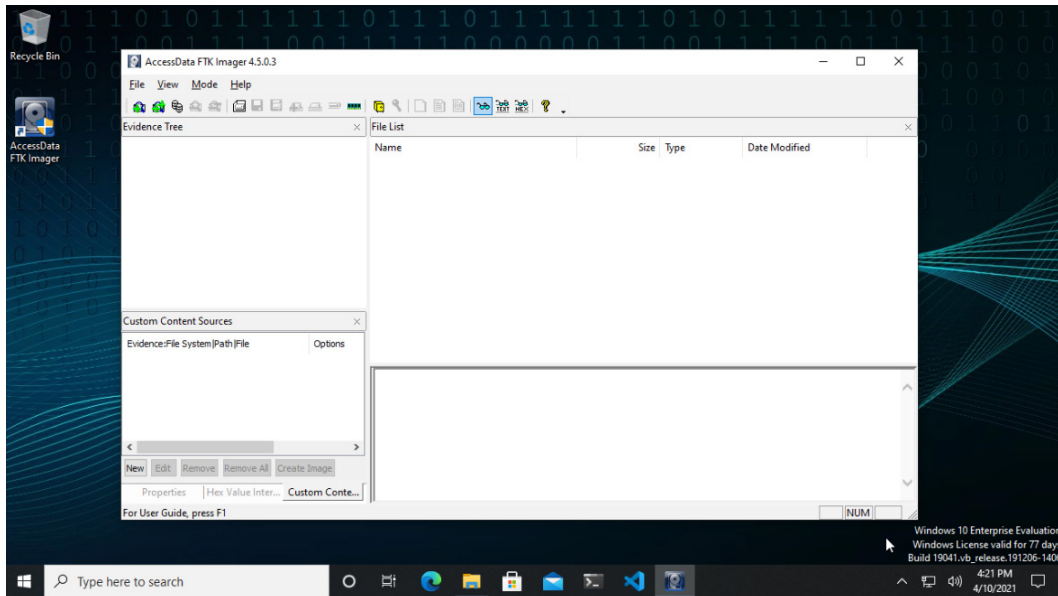 Recycle Bin
AccessData
FTK Imager
AccessData FTK Imager 4.5.0.3
File View Mode Help
TEXT HEX
Evidence Tree
File List
Name Size Type Date Modified
Custom Content Sources
Evidence:File System|Path|File Options
New Edit Remove Remove All Create Image
Properties Hex Value Inter... Custom Conte...
For User Guide, press F1
NUM
Windows 10 Enterprise Evaluation
Windows License valid for 77 day
Build 19041.vb_release.191206-140
Type here to search
4:21 PM
4/10/2021